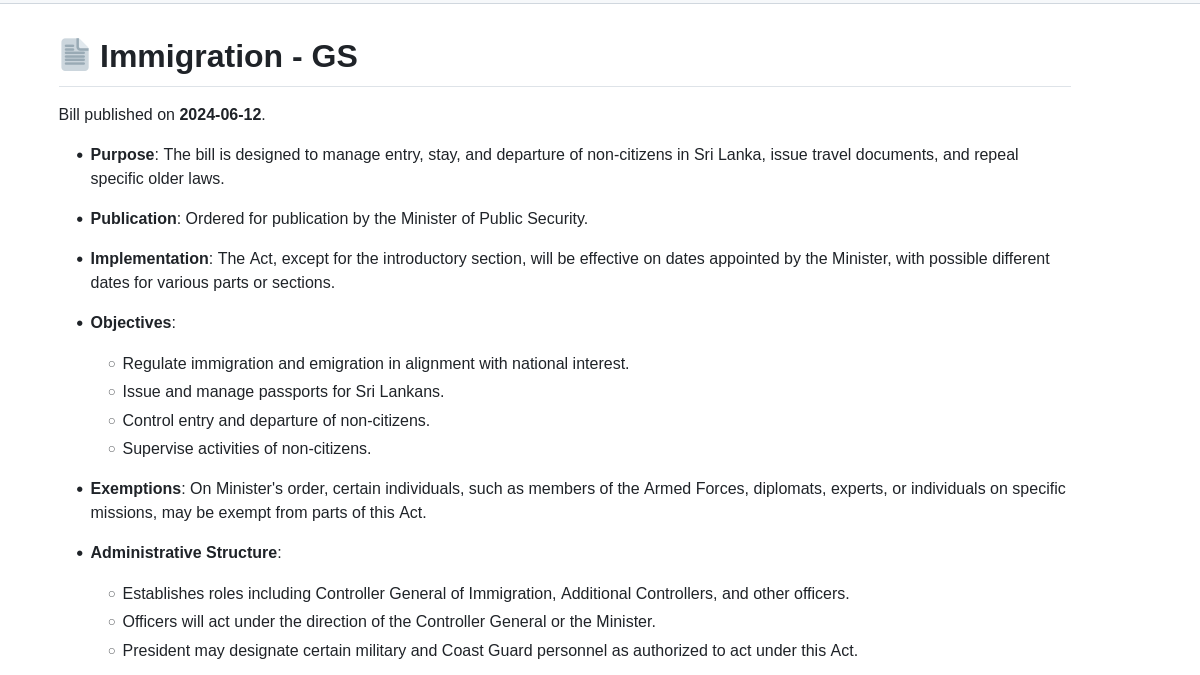 Immigration - GS
Bill published on 2024-06-12.
• Purpose: The bill is designed to manage entry, stay, and departure of non-citizens in Sri Lanka, issue travel documents, and repeal
specific older laws.
• Publication: Ordered for publication by the Minister of Public Security.
• Implementation: The Act, except for the introductory section, will be effective on dates appointed by the Minister, with possible different
dates for various parts or sections.
• Objectives:
○ Regulate immigration and emigration in alignment with national interest.
○ Issue and manage passports for Sri Lankans.
○ Control entry and departure of non-citizens.
○ Supervise activities of non-citizens.
• Exemptions: On Minister's order, certain individuals, such as members of the Armed Forces, diplomats, experts, or individuals on specific
missions, may be exempt from parts of this Act.
• Administrative Structure:
○ Establishes roles including Controller General of Immigration, Additional Controllers, and other officers.
○ Officers will act under the direction of the Controller General or the Minister.
○ President may designate certain military and Coast Guard personnel as authorized to act under this Act.